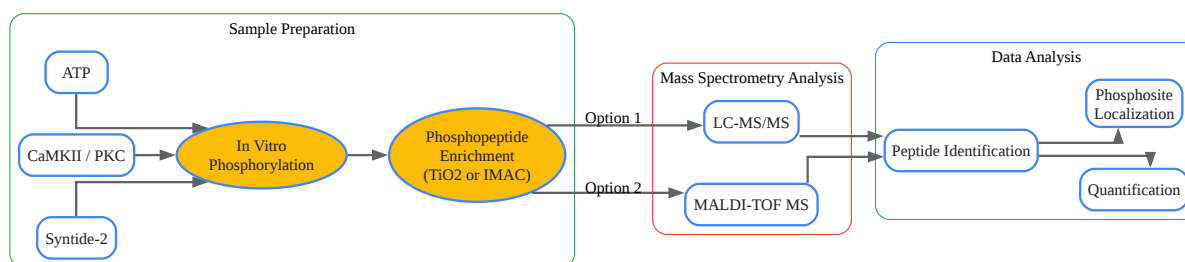 Sample Preparation
ATP
CaMKII / PKC
Syntide-2
In Vitro
Phosphorylation
Phosphopeptide
Enrichment
(TiO2 or IMAC)
Option 1
Option 2
Mass Spectrometry Analysis
LC-MS/MS
MALDI-TOF MS
Data Analysis
Peptide Identification
Phosphosite
Localization
Quantification